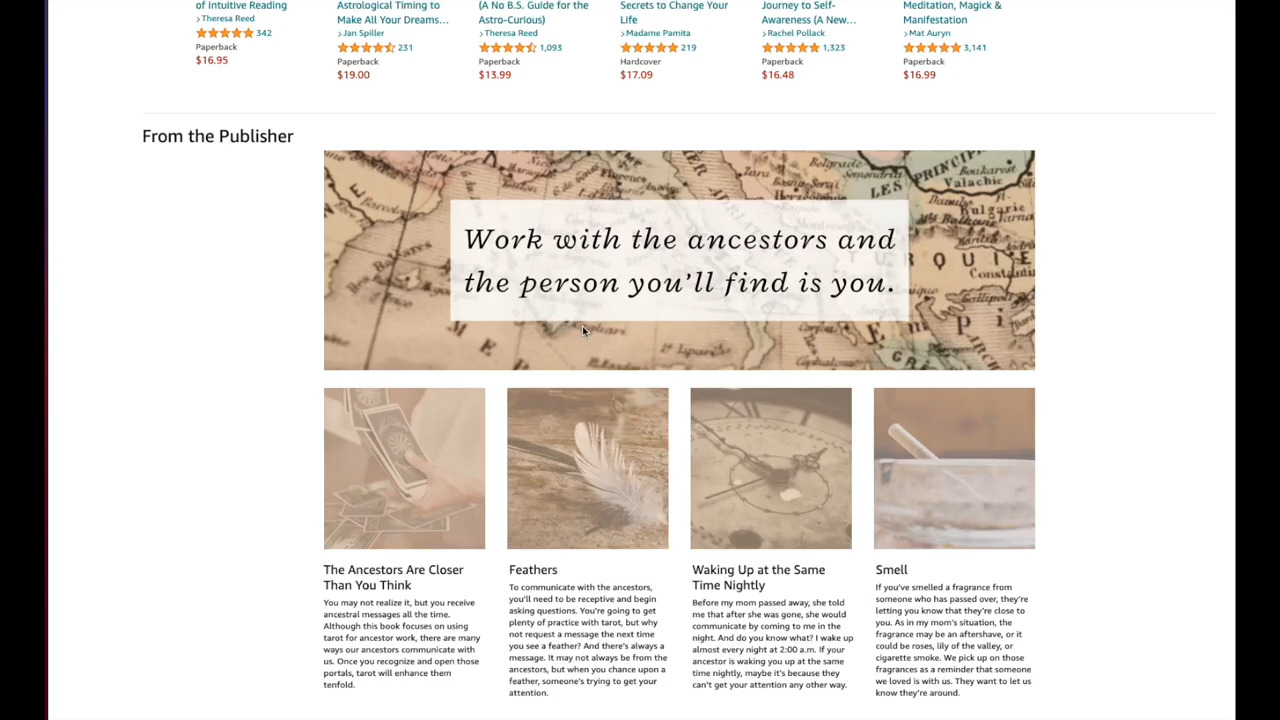 of Intuitive Reading
Astrological Timing to
(A No B.S. Guide for the
Secrets to Change Your
Journey to Self-
Meditation, Magick &
Make All Your Dreams…
Astro-Curious)
Life
Awareness (A New…
Manifestation
›Theresa Reed
›Jan Spiller
›Theresa Reed
›Madame Pamita
›Rachel Pollack
›Mat Auryn
342
231
1,093
219
1,323
3,141
Paperback
Paperback
Paperback
Hardcover
Paperback
Paperback
$16.95
$19.00
$13.99
$17.09
$16.48
$16.99
From the Publisher
Belgrade
LES PRINCIP
Boukarest
Valachie
Zara
Florence
Bulgarie
Varna
Balearic
Work with the ancestors and
the person you’ll find is you.
The Ancestors Are Closer
Than You Think
You may not realize it, but you receive
ancestral messages all the time.
Although this book focuses on using
tarot for ancestor work, there are many
ways our ancestors communicate with
us. Once you recognize and open those
portals, tarot will enhance them
tenfold.
Feathers
To communicate with the ancestors,
you’ll need to be receptive and begin
asking questions. You’re going to get
plenty of practice with tarot, but why
not request a message the next time
you see a feather? And there’s always a
message. It may not always be from the
ancestors, but when you chance upon a
feather, someone’s trying to get your
attention.
Waking Up at the Same
Time Nightly
Before my mom passed away, she told
me that after she was gone, she would
communicate by coming to me in the
night. And do you know what? I wake up
almost every night at 2:00 a.m. If your
ancestor is waking you up at the same
time nightly, maybe it’s because they
can’t get your attention any other way.
Smell
If you’ve smelled a fragrance from
someone who has passed over, they’re
letting you know that they’re close to
you. As in my mom’s situation, the
fragrance may be an aftershave, or it
could be roses, lily of the valley, or
cigarette smoke. We pick up on those
fragrances as a reminder that someone
we loved is with us. They want to let us
know they’re around.